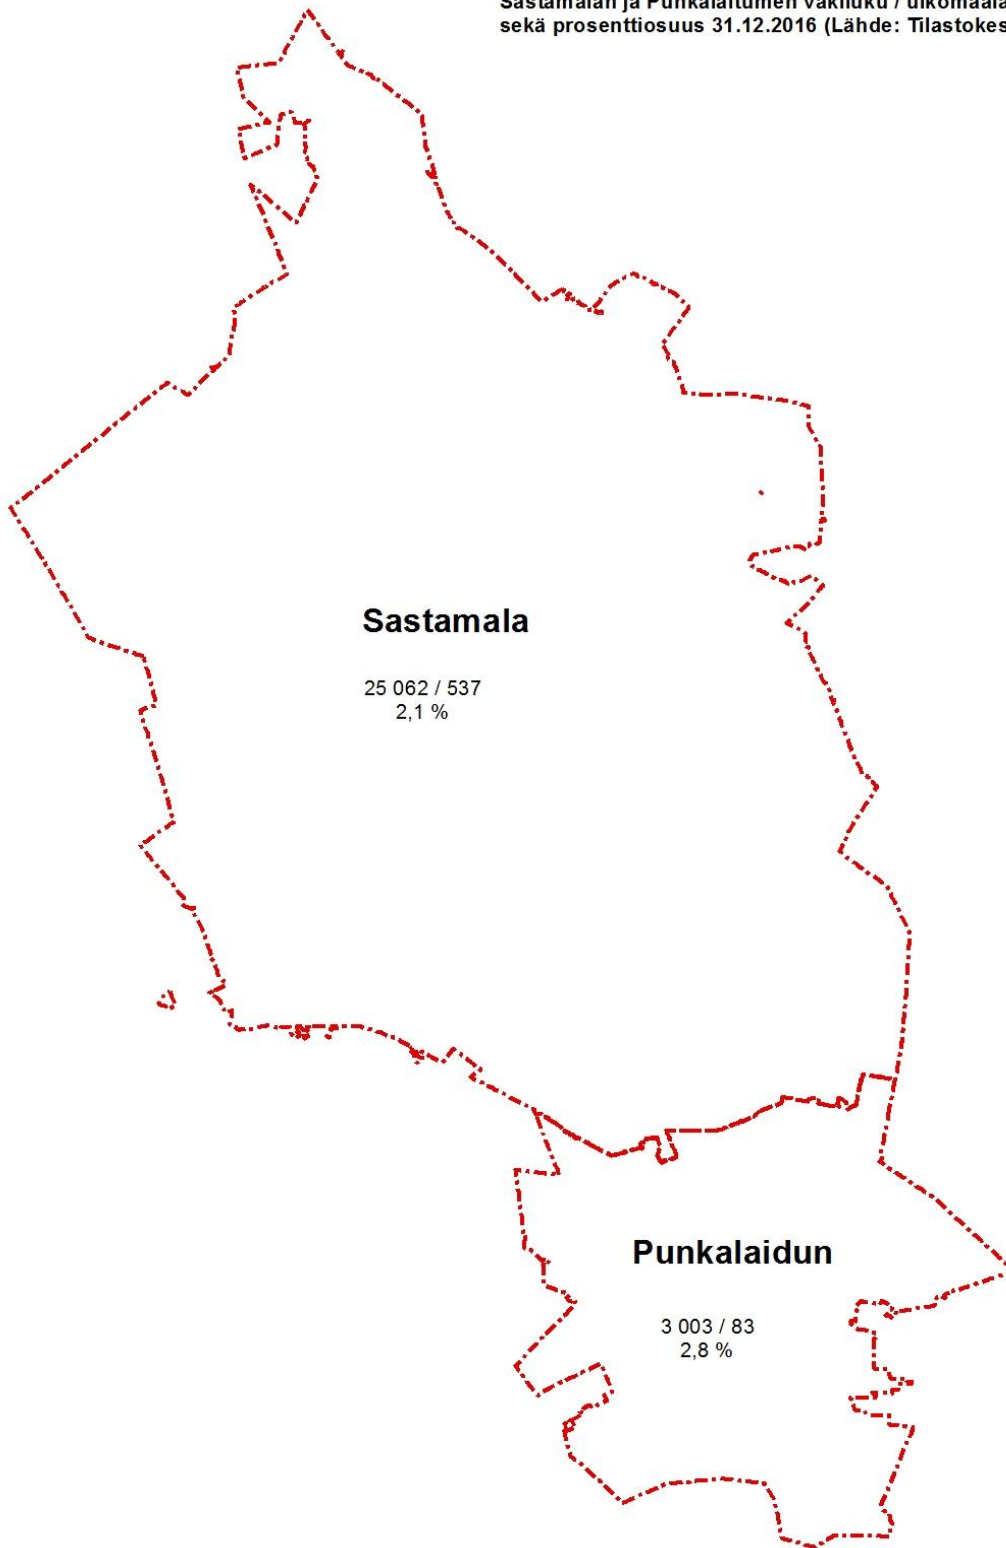 Sastamalan ja Punkalaitumen väkiluku /
sekä prosenttiosuus 31.12.2016 (Lähde:
Sastamala
25 062 / 537
2,1 %
Punkalaidun
3 003 / 83
2,8 %